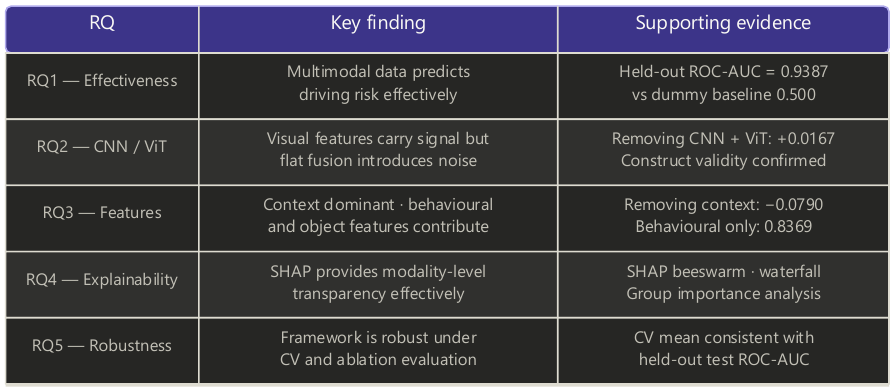 RQ
Key finding
Supporting evidence
RQ1 — Effectiveness
Multimodal data predicts
driving risk effectively
Held-out ROC-AUC = 0.9387
vs dummy baseline 0.500
RQ2 — CNN / ViT
Visual features carry signal but
flat fusion introduces noise
Removing CNN + ViT: +0.0167
Construct validity confirmed
RQ3 — Features
Context dominant · behavioural
and object features contribute
Removing context: −0.0790
Behavioural only: 0.8369
RQ4 — Explainability
SHAP provides modality-level
transparency effectively
SHAP beeswarm · waterfall
Group importance analysis
RQ5 — Robustness
Framework is robust under
CV and ablation evaluation
CV mean consistent with
held-out test ROC-AUC